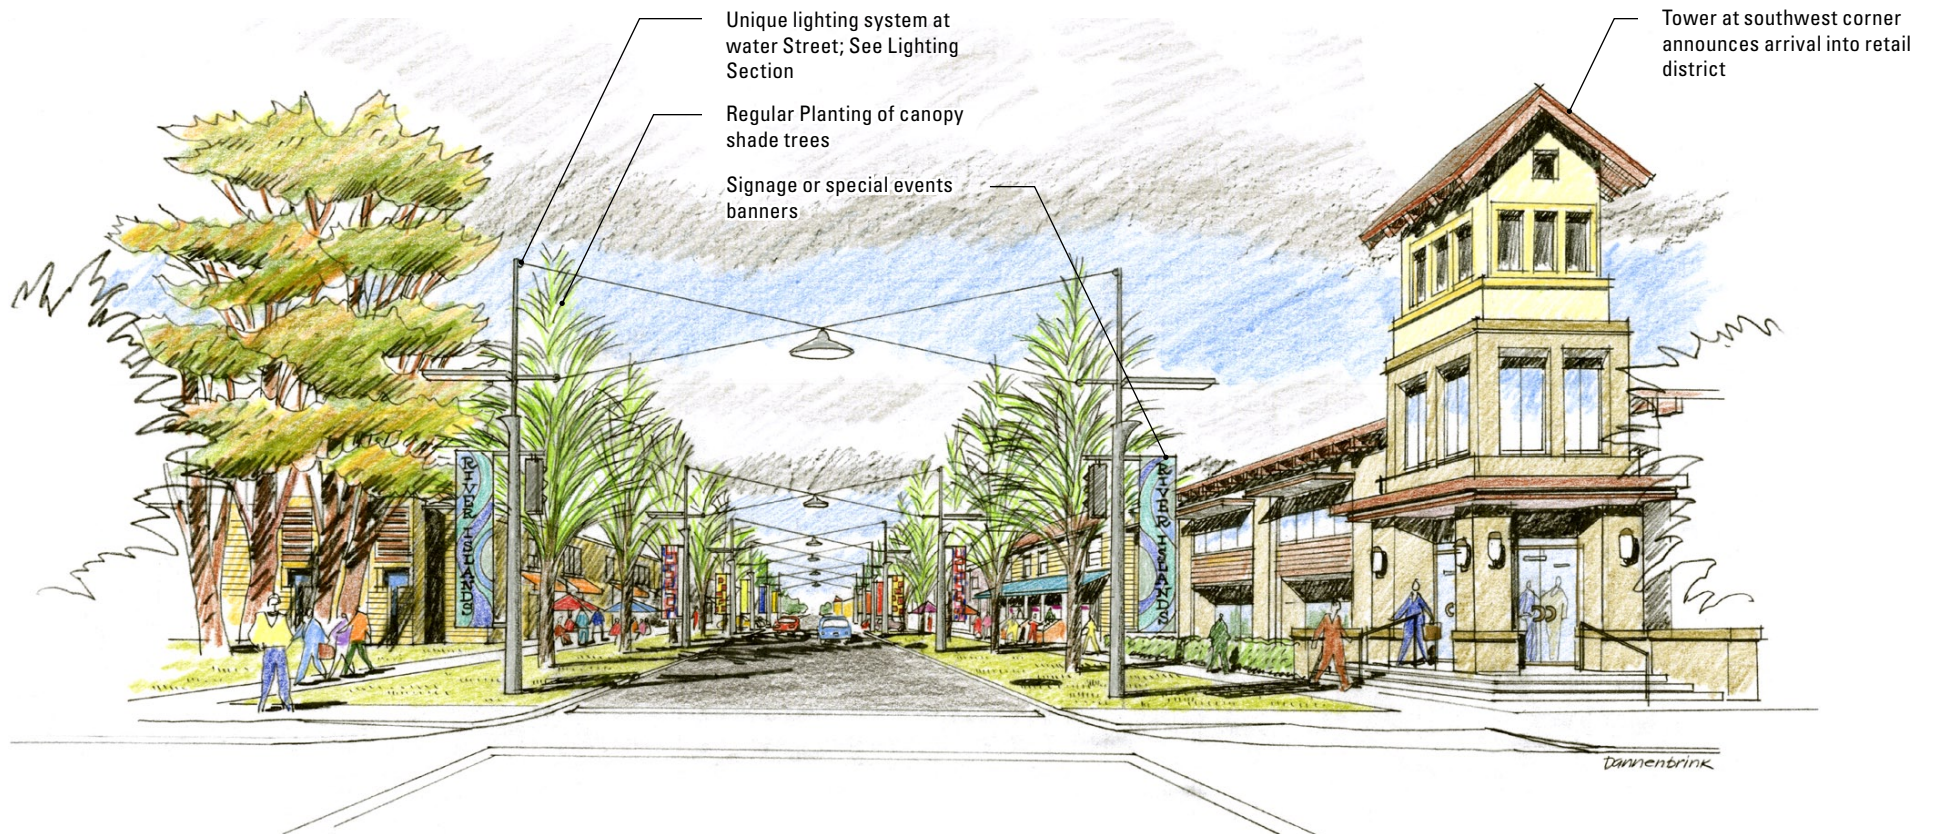 Unique lighting system at
water Street; See Lighting
Section
Regular Planting of canopy
shade trees
Signage or special events
banners
Tower at southwest corner
announces arrival into retail
district
RIVER ISLANDS
RIVER ISLANDS
Dannenbrink